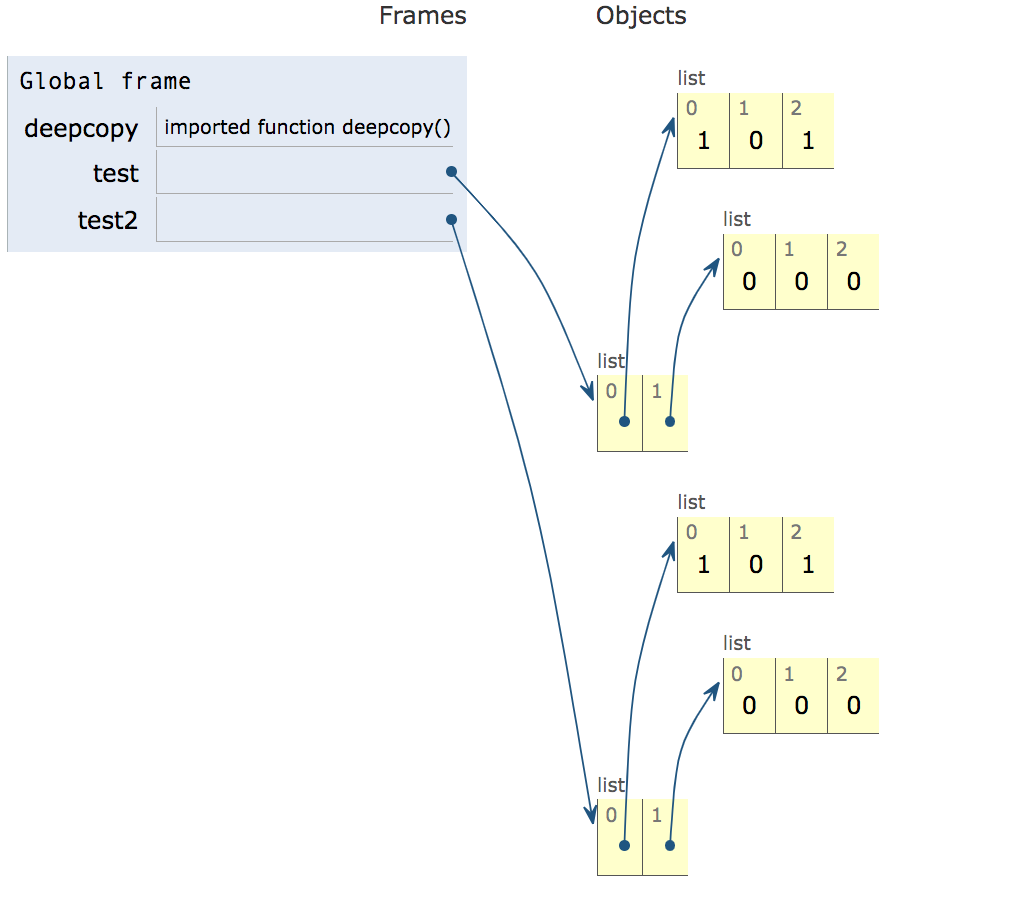 Frames
Objects
Global frame
deepcopy imported function deepcopy()
test
test2
list
0 1 2
1 0 1
list
0 1 2
0 0 0
list
0 1
list
0 1 2
1 0 1
list
0 1 2
0 0 0
list
0 1